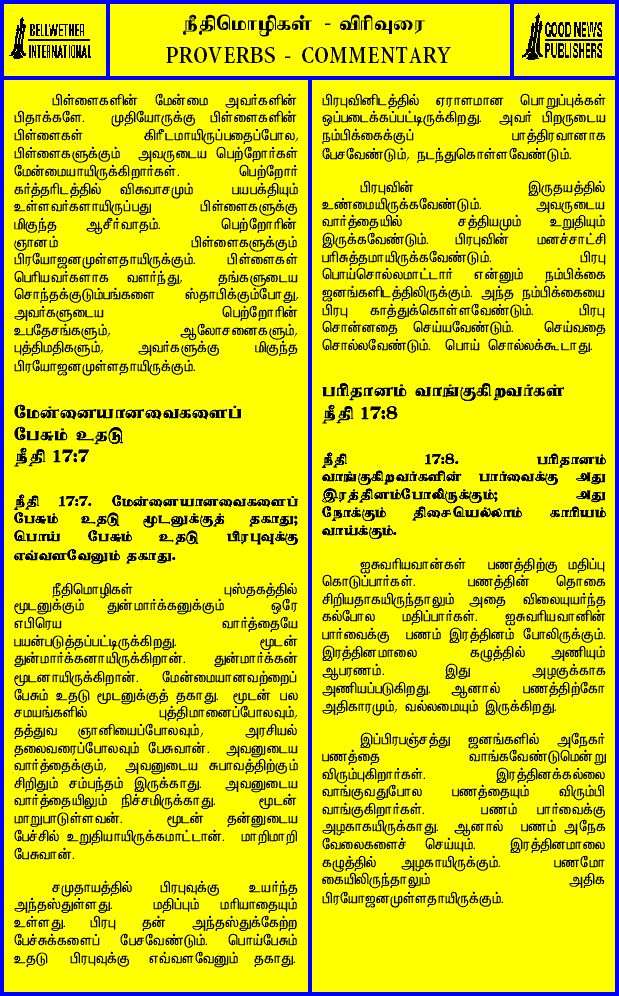 BELLWETHER
INTERNATIONAL
நீதிமொழிகள் - விரிவுரை
PROVERBS - COMMENTARY
GOOD NEWS
PUBLISHERS
பிள்ளைகளின் மேன்மை அவர்களின்
பிதாக்களே. முதியோருக்கு பிள்ளைகளின்
பிள்ளைகள் கிரீடமாயிருப்பதைப்போல,
பிள்ளைகளுக்கும் அவருடைய பெற்றோர்கள்
மேன்மையாயிருக்கிறார்கள். பெற்றோர்
கர்த்தரிடத்தில் விசுவாசமும் பயபக்தியும்
உள்ளவர்களாயிருப்பது பிள்ளைகளுக்கு
மிகுந்த ஆசீர்வாதம். பெற்றோரின்
ஞானம் பிள்ளைகளுக்கும்
பிரயோஜனமுள்ளதாயிருக்கும். பிள்ளைகள்
பெரியவர்களாக வளர்ந்து, தங்களுடைய
சொந்தக்குடும்பங்களை ஸ்தாபிக்கும்போது,
அவர்களுடைய பெற்றோரின்
உபதேசங்களும், ஆலோசனைகளும்,
புத்திமதிகளும், அவர்களுக்கு மிகுந்த
பிரயோஜனமுள்ளதாயிருக்கும்.
மேன்னையானவைகளைப்
பேசும் உதடு
நீதி 17:7
நீதி 17:7. மேன்னையானவைகளைப்
பேசும் உதடு மூடனுக்குத் தகாது;
பொய் பேசும் உதடு பிரபுவுக்கு
எவ்வளவேனும் தகாது.
நீதிமொழிகள் புஸ்தகத்தில்
மூடனுக்கும் துன்மார்க்கனுக்கும் ஒரே
எபிரெய வார்த்தையே
பயன்படுத்தப்பட்டிருக்கிறது. மூடன்
துன்மார்க்கனாயிருக்கிறான். துன்மார்க்கன்
மூடனாயிருக்கிறான். மேன்மையானவற்றைப்
பேசும் உதடு மூடனுக்குத் தகாது. மூடன் பல
சமயங்களில் புத்திமானைப்போலவும்,
தத்துவ ஞானியைப்போலவும், அரசியல்
தலைவரைப்போலவும் பேசுவான். அவனுடைய
வார்த்தைக்கும், அவனுடைய சுபாவத்திற்கும்
சிறிதும் சம்பந்தம் இருக்காது. அவனுடைய
வார்த்தையிலும் நிச்சமிருக்காது. மூடன்
மாறுபாடுள்ளவன். மூடன் தன்னுடைய
பேச்சில் உறுதியாயிருக்கமாட்டான். மாறிமாறி
பேசுவான்.
சமுதாயத்தில் பிரபுவுக்கு உயர்ந்த
அந்தஸ்துள்ளது. மதிப்பும் மரியாதையும்
உள்ளது. பிரபு தன் அந்தஸ்துக்கேற்ற
பேச்சுக்களைப் பேசவேண்டும். பொய்பேசும்
உதடு பிரபுவுக்கு எவ்வளவேனும் தகாது.
பிரபுவினிடத்தில் ஏராளமான பொறுப்புக்கள்
ஒப்படைக்கப்பட்டிருக்கிறது. அவர் பிறருடைய
நம்பிக்கைக்குப் பாத்திரவானாக
பேசவேண்டும், நடந்துகொள்ளவேண்டும்.
பிரபுவின் இருதயத்தில்
உண்மையிருக்கவேண்டும். அவருடைய
வார்த்தையில் சத்தியமும் உறுதியும்
இருக்கவேண்டும். பிரபுவின் மனச்சாட்சி
பரிசுத்தமாயிருக்கவேண்டும். பிரபு
பொய்சொல்லமாட்டார் என்னும் நம்பிக்கை
ஜனங்களிடத்திலிருக்கும். அந்த நம்பிக்கையை
பிரபு காத்துக்கொள்ளவேண்டும். பிரபு
சொன்னதை செய்யவேண்டும். செய்வதை
சொல்லவேண்டும். பொய் சொல்லக்கூடாது.
பரிதானம் வாங்குகிறவர்கள்
நீதி 17:8
நீதி 17:8. பரிதானம்
வாங்குகிறவர்களின் பார்வைக்கு அது
இரத்தினம்போலிருக்கும்; அது
நோக்கும் திசையெல்லாம் காரியம்
வாய்க்கும்.
ஐசுவரியவான்கள் பணத்திற்கு மதிப்பு
கொடுப்பார்கள். பணத்தின் தொகை
சிறியதாகயிருந்தாலும் அதை விலையுயர்ந்த
கல்போல மதிப்பார்கள். ஐசுவரியவானின்
பார்வைக்கு பணம் இரத்தினம் போலிருக்கும்.
இரத்தினமாலை கழுத்தில் அணியும்
ஆபரணம். இது அழகுக்காக
அணியப்படுகிறது. ஆனால் பணத்திற்கோ
அதிகாரமும், வல்லமையும் இருக்கிறது.
இப்பிரபஞ்சத்து ஜனங்களில் அநேகர்
பணத்தை வாங்கவேண்டுமென்று
விரும்புகிறார்கள். இரத்தினக்கல்லை
வாங்குவதுபோல பணத்தையும் விரும்பி
வாங்குகிறார்கள். பணம் பார்வைக்கு
அழகாகயிருக்காது. ஆனால் பணம் அநேக
வேலைகளைச் செய்யும். இரத்தினமாலை
கழுத்தில் அழகாயிருக்கும். பணமோ
கையிலிருந்தாலும் அதிக
பிரயோஜனமுள்ளதாயிருக்கும்.